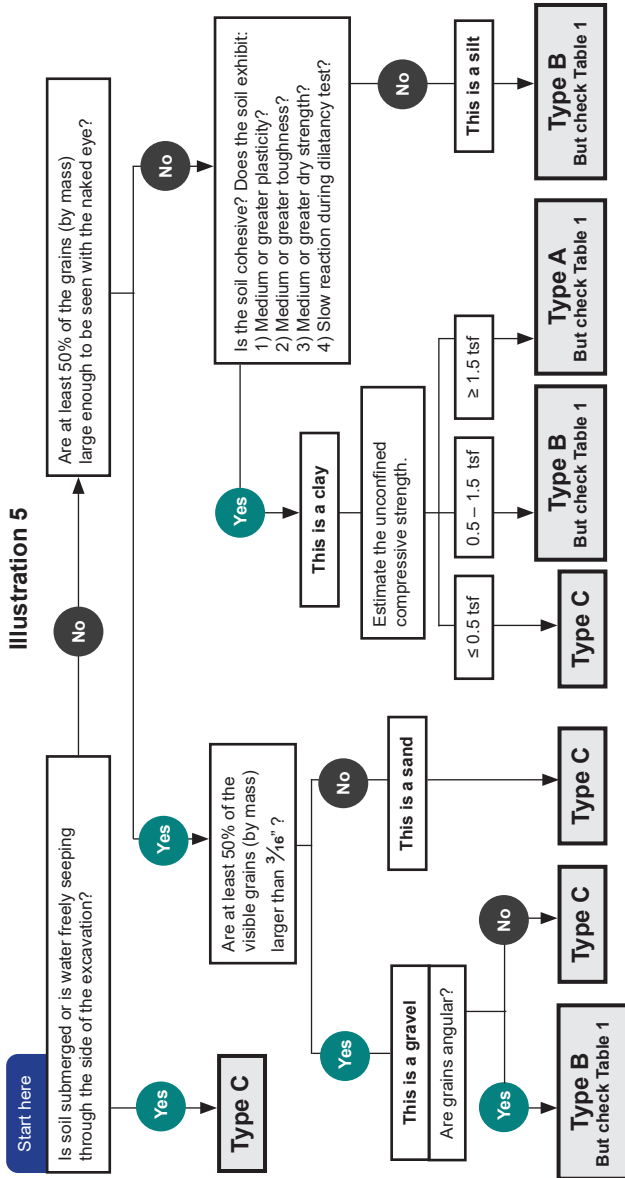 Illustration 5
Start here
Is soil submerged or is water freely seeping
through the side of the excavation?
Yes
Type C
No
Are at least 50% of the grains (by mass)
large enough to be seen with the naked eye?
Yes
Are at least 50% of the
visible grains (by mass)
larger than 3/16" ?
Yes
This is a gravel
Are grains angular?
Yes
Type B
But check Table 1
No
Type C
No
This is a sand
Type C
No
Is the soil cohesive? Does the soil exhibit:
1) Medium or greater plasticity?
2) Medium or greater toughness?
3) Medium or greater dry strength?
4) Slow reaction during dilatancy test?
Yes
This is a clay
Estimate the unconfined
compressive strength.
≤ 0.5 tsf
Type C
0.5 – 1.5 tsf
Type B
But check Table 1
≥ 1.5 tsf
Type A
But check Table 1
No
This is a silt
Type B
But check Table 1